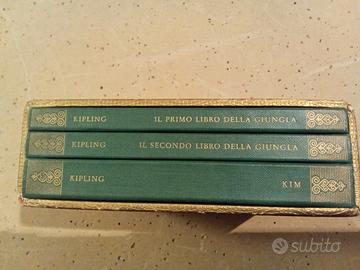 KIPLING IL PRIMO LIBRO DELLA GIUNGLA
KIPLING IL SECONDO LIBRO DELLA GIUNGLA
KIPLING KIM
subito